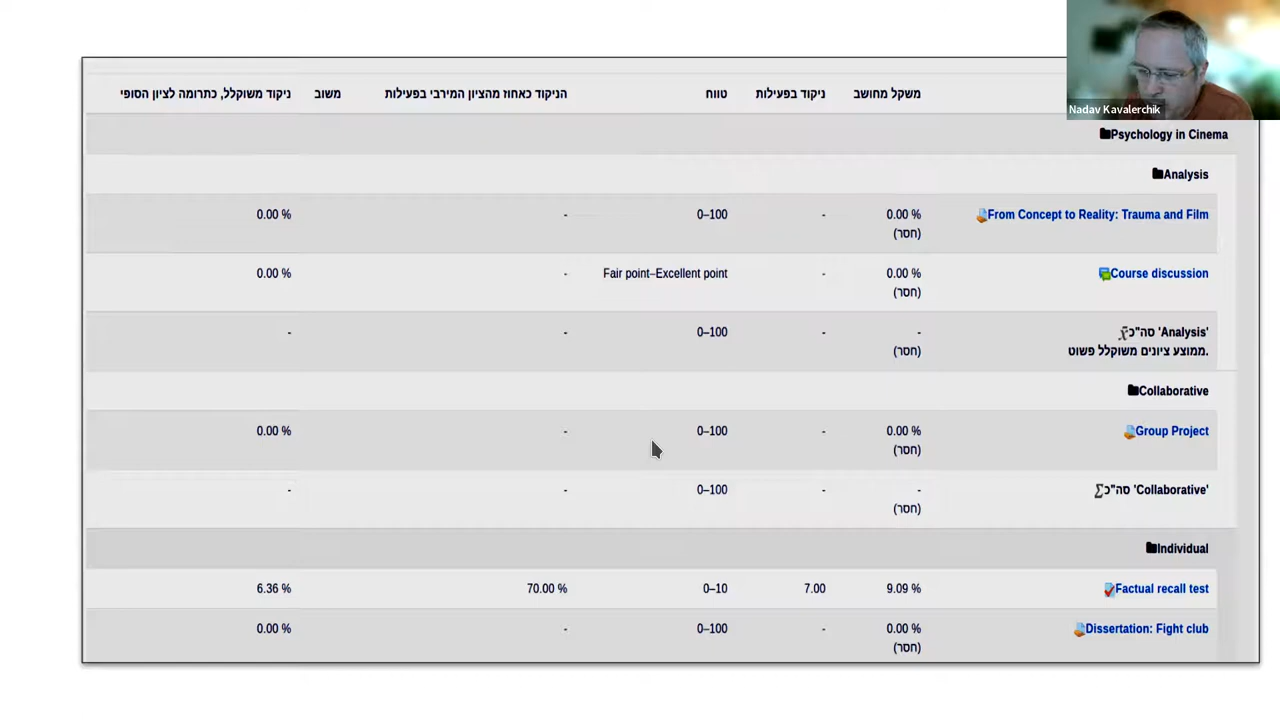 Nadav Kavalerchik
משקל מחושב
ניקוד בפעילות
טווח
הניקוד כאחוז מהציון המירבי בפעילות
משוב
ניקוד משוקלל, כתרומה לציון הסופי
Psychology in Cinema
Analysis
From Concept to Reality: Trauma and Film
0.00 %
(חסר)
-
0–100
-
0.00 %
Course discussion
0.00 %
(חסר)
-
Fair point–Excellent point
-
0.00 %
סה"כ 'Analysis'
ממוצע ציונים משוקלל פשוט.
-
(חסר)
-
0–100
-
-
Collaborative
Group Project
0.00 %
(חסר)
-
0–100
-
0.00 %
סה"כ 'Collaborative'
-
(חסר)
-
0–100
-
-
Individual
Factual recall test
9.09 %
7.00
0–10
70.00 %
6.36 %
Dissertation: Fight club
0.00 %
(חסר)
-
0–100
-
0.00 %